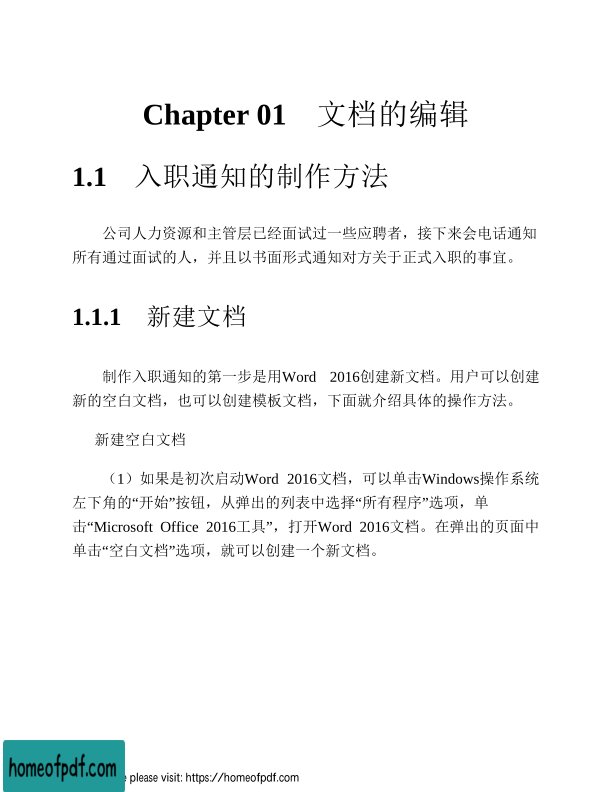 Chapter 01 文档的编辑
1.1 入职通知的制作方法
公司人力资源和主管层已经面试过一些应聘者，接下来会电话通知
所有通过面试的人，并且以书面形式通知对方关于正式入职的事宜。
1.1.1 新建文档
制作入职通知的第一步是用Word 2016创建新文档。用户可以创建
新的空白文档，也可以创建模板文档，下面就介绍具体的操作方法。
新建空白文档
（1）如果是初次启动Word 2016文档，可以单击Windows操作系统
左下角的“开始”按钮，从弹出的列表中选择“所有程序”选项，单
击“Microsoft Office 2016工具”，打开Word 2016文档。在弹出的页面中
单击“空白文档”选项，就可以创建一个新文档。
homeofpdf.com
please visit: https://homeofpdf.com